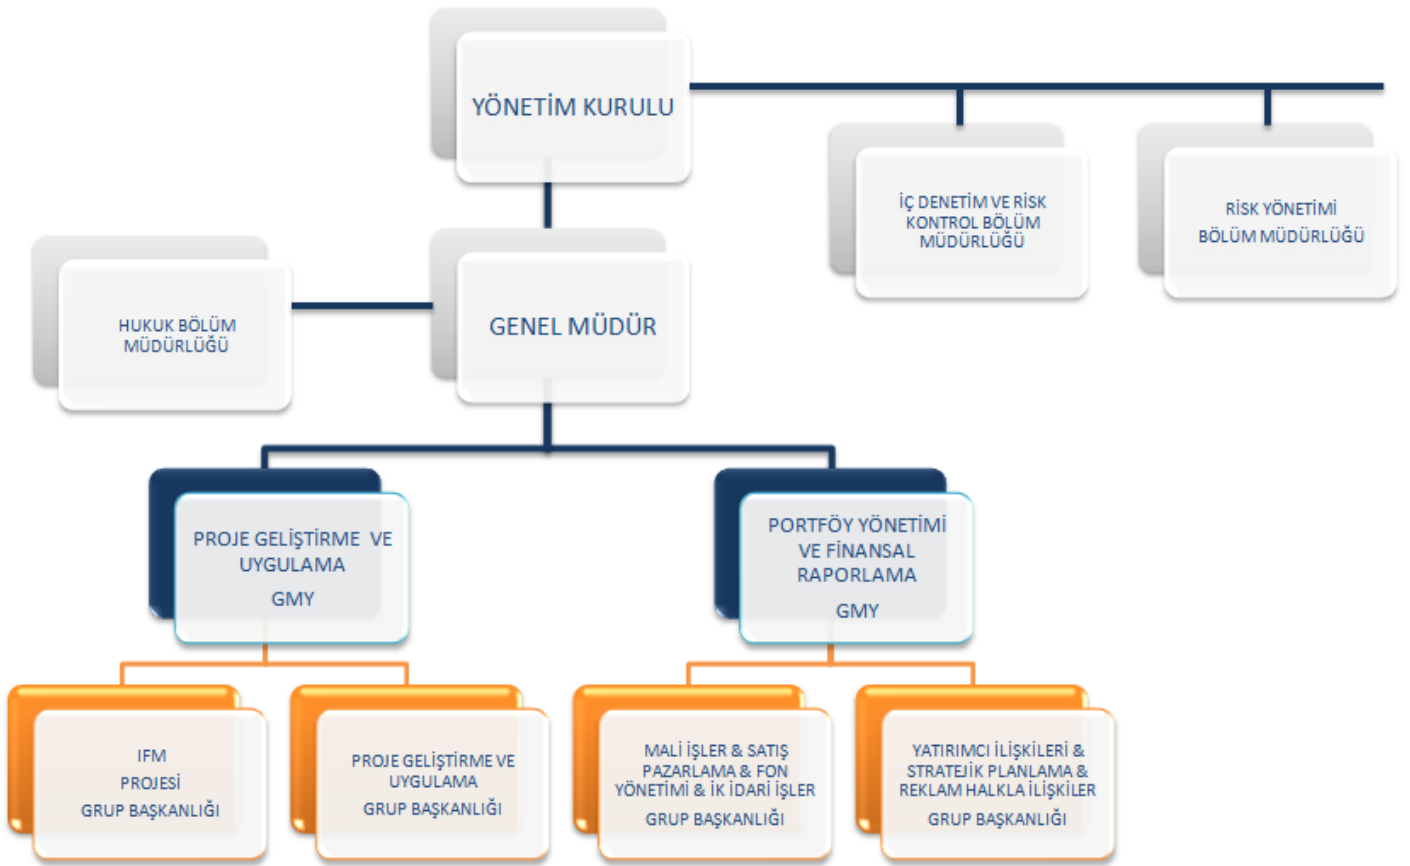 YÖNETİM KURULU
İÇ DENETİM VE RİSK
KONTROL BÖLÜM
MÜDÜRLÜĞÜ
RİSK YÖNETİMİ
BÖLÜM MÜDÜRLÜĞÜ
HUKUK BÖLÜM
MÜDÜRLÜĞÜ
GENEL MÜDÜR
PROJE GELİŞTİRME VE
UYGULAMA
GMY
PORTFÖY YÖNETİMİ
VE FİNANSAL
RAPORLAMA
GMY
IFM
PROJESİ
GRUP BAŞKANLIĞI
PROJE GELİŞTİRME VE
UYGULAMA
GRUP BAŞKANLIĞI
MALİ İŞLER & SATIŞ
PAZARLAMA & FON
YÖNETİMİ & İK İDARİ İŞLER
GRUP BAŞKANLIĞI
YATIRIMCI İLİŞKİLERİ &
STRATEJİK PLANLAMA &
REKLAM HALKLA İLİŞKİLER
GRUP BAŞKANLIĞI